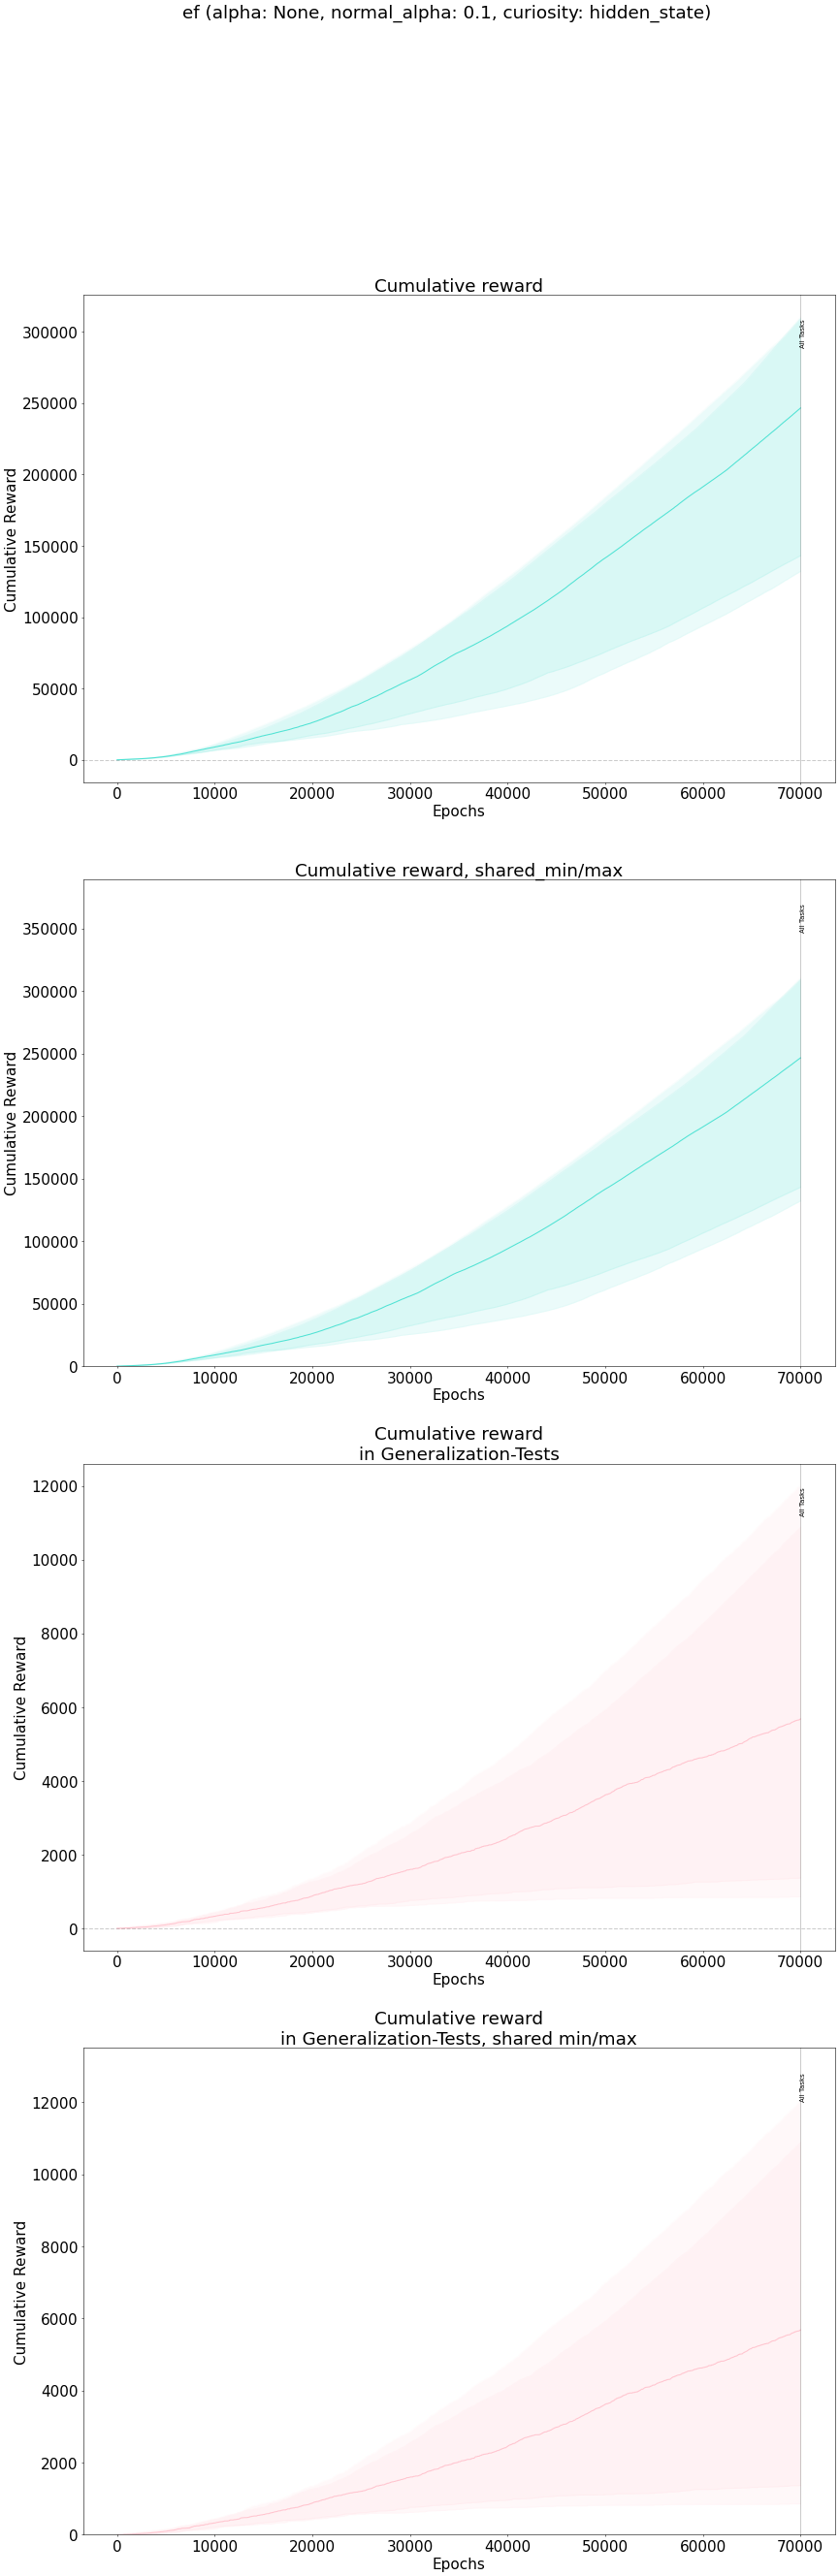 ef (alpha: None, normal_alpha: 0.1, curiosity: hidden_state)
Cumulative reward
300000
250000
200000
150000
100000
50000
0
Cumulative Reward
All Tasks
0 10000 20000 30000 40000 50000 60000 70000
Epochs
Cumulative reward, shared_min/max
350000
300000
250000
200000
150000
100000
50000
0
Cumulative Reward
All Tasks
0 10000 20000 30000 40000 50000 60000 70000
Epochs
Cumulative reward
in Generalization-Tests
12000
10000
8000
6000
4000
2000
0
Cumulative Reward
All Tasks
0 10000 20000 30000 40000 50000 60000 70000
Epochs
Cumulative reward
in Generalization-Tests, shared min/max
12000
10000
8000
6000
4000
2000
0
Cumulative Reward
All Tasks
0 10000 20000 30000 40000 50000 60000 70000
Epochs